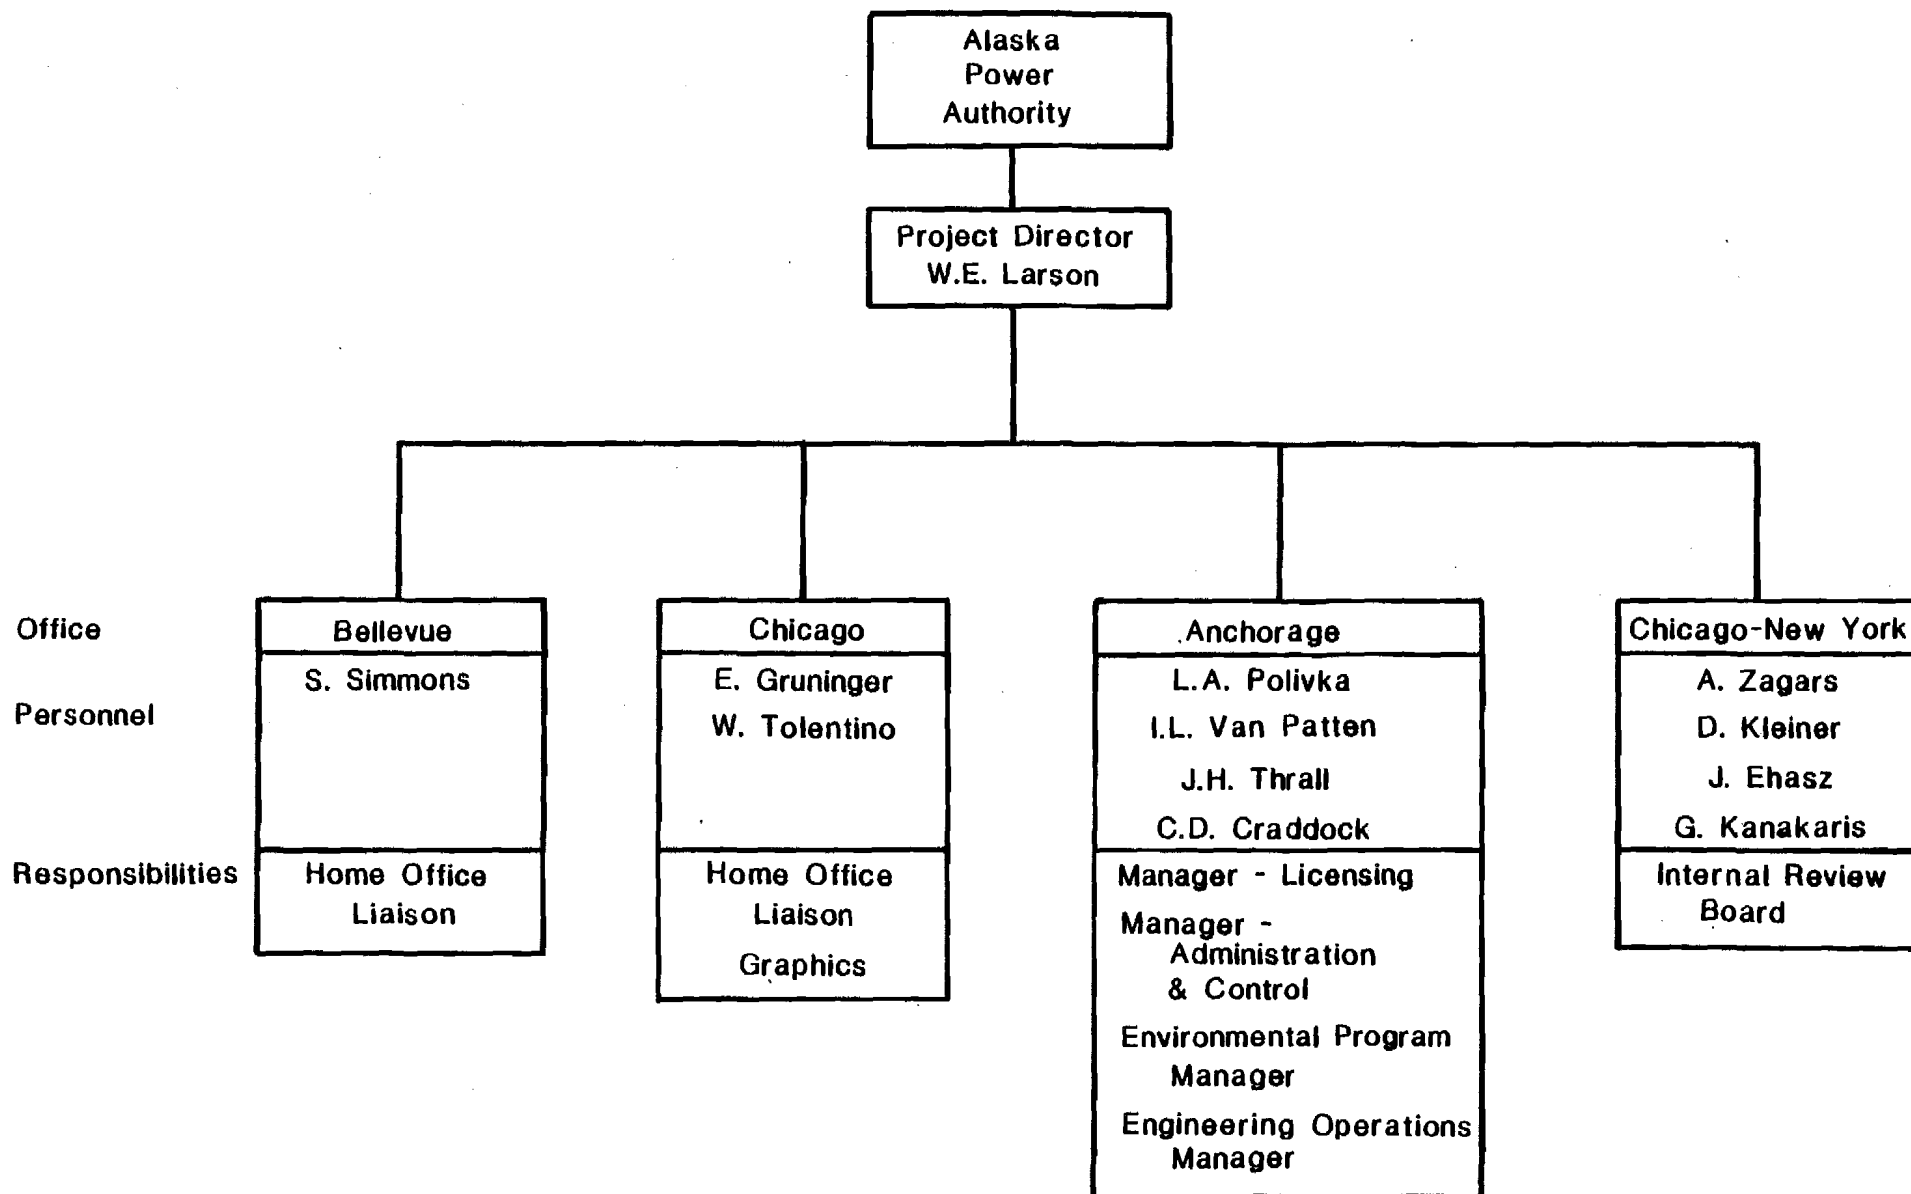 Alaska
Power
Authority
Project Director
W.E. Larson
Office
Bellevue
Chicago
Anchorage
Chicago-New York
Personnel
S. Simmons
E. Gruninger
W. Tolentino
L.A. Polivka
I.L. Van Patten
J.H. Thrall
C.D. Craddock
A. Zagars
D. Kleiner
J. Ehasz
G. Kanakaris
Responsibilities
Home Office
Liaison
Home Office
Liaison
Graphics
Manager - Licensing
Manager -
Administration
& Control
Environmental Program
Manager
Engineering Operations
Manager
Internal Review
Board